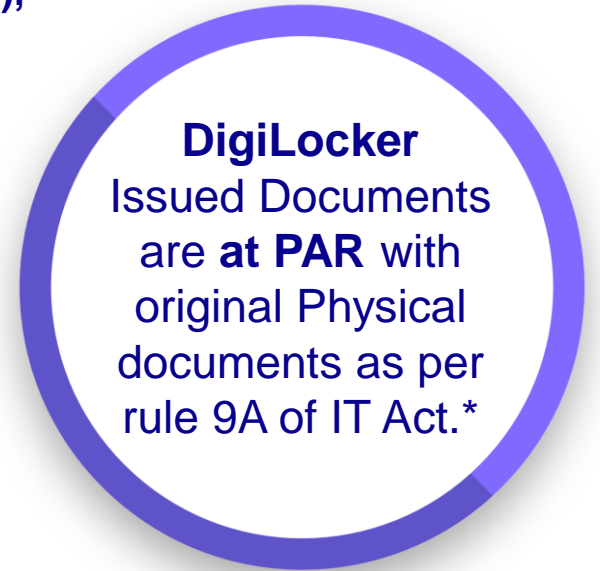 ),
DigiLocker
Issued Documents
are at PAR with
original Physical
documents as per
rule 9A of IT Act.*